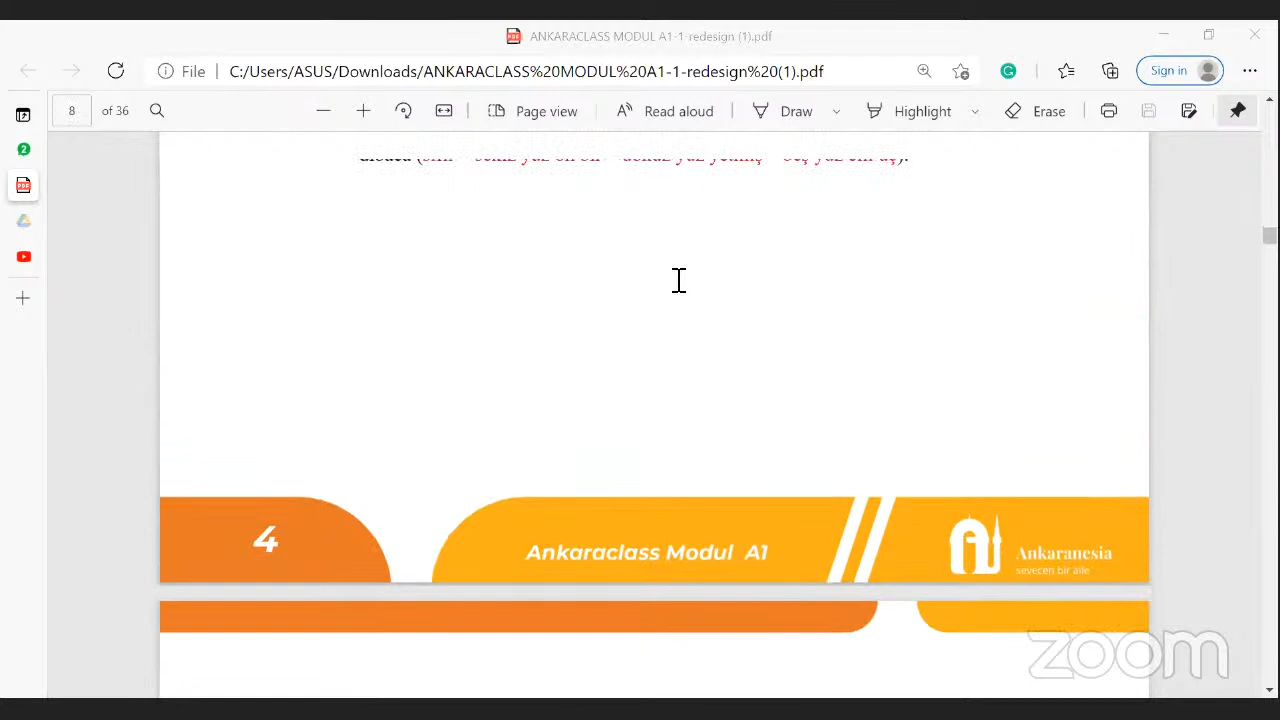 ANKARACLASS MODUL A1-1-redesign (1).pdf
File C:/Users/ASUS/Downloads/ANKARACLASS%20MODUL%20A1-1-redesign%20(1).pdf Sign in
8 of 36 Page view Read aloud Draw Highlight Erase
4
Ankaraclass Modul A1
Ankaranesia
sevecen bir aile
zoom